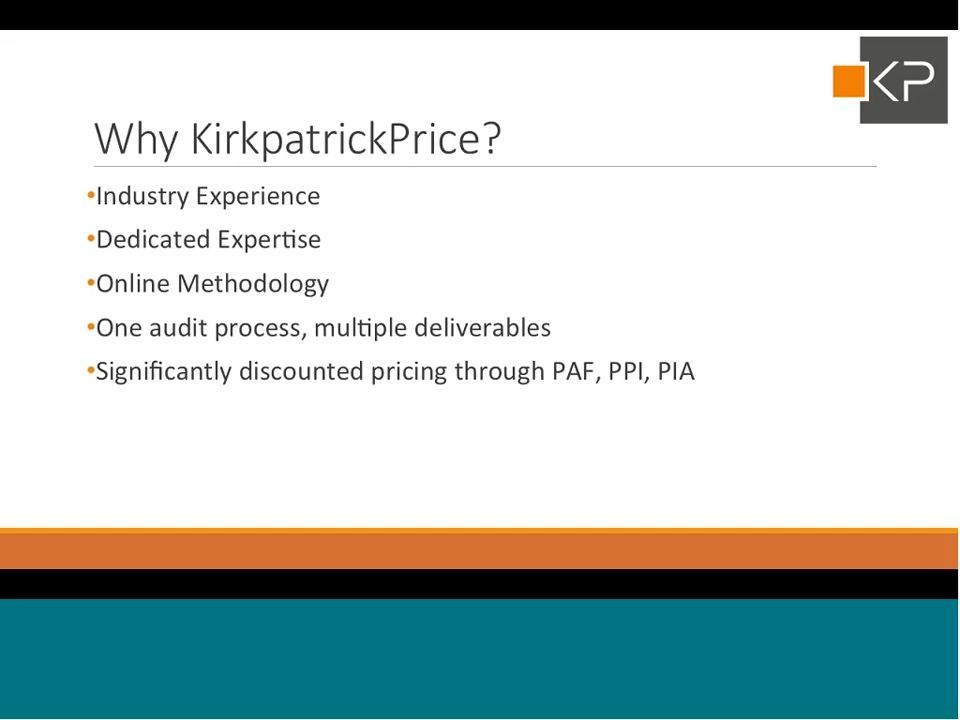 KP
Why KirkpatrickPrice?
•Industry Experience
•Dedicated Expertise
•Online Methodology
•One audit process, multiple deliverables
•Significantly discounted pricing through PAF, PPI, PIA